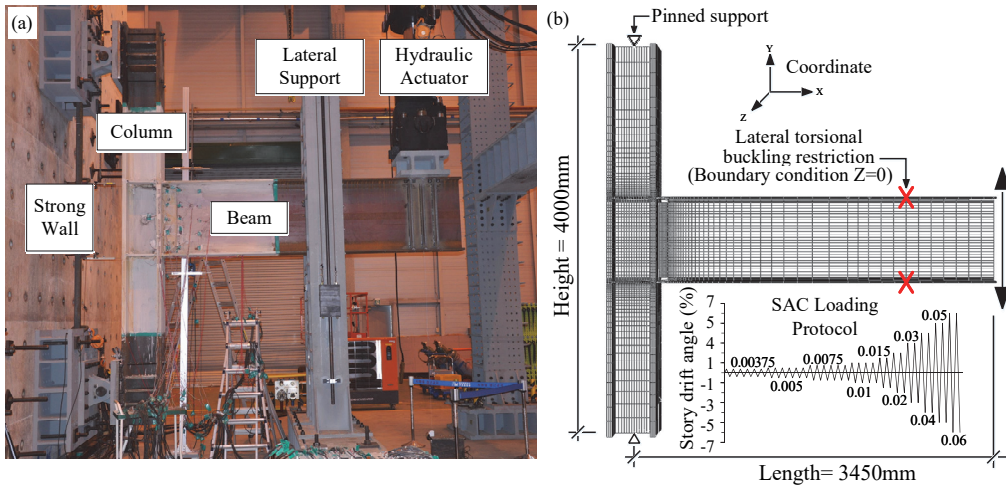 (a)
Lateral
Support
Hydraulic
Actuator
Column
Strong
Wall
Beam
(b)
Pinned support
Y
X
Z
Coordinate
Lateral torsional
buckling restriction
(Boundary condition Z=0)
Height = 4000mm
SAC Loading
Protocol
Story drift angle (%)
7
5
3
1
-1
-3
-5
-7
0.00375
0.005
0.0075
0.01
0.015
0.02
0.03
0.04
0.05
0.06
Length= 3450mm